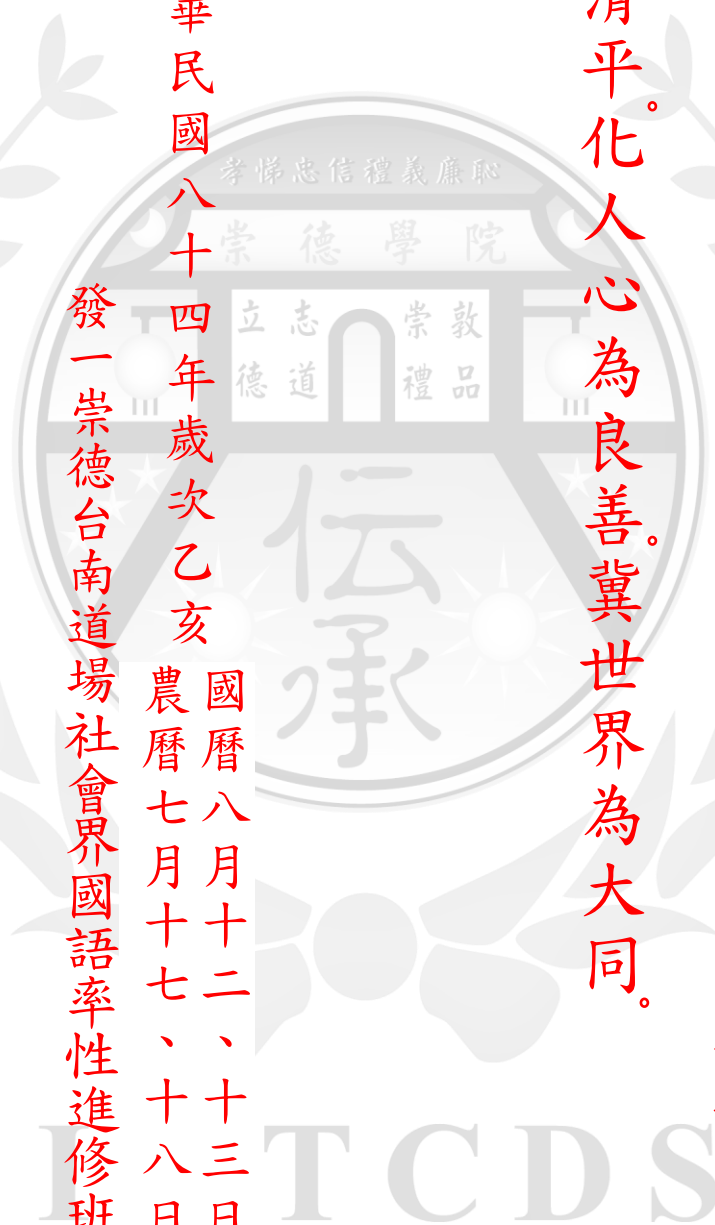 清平。化人心為良善。冀世界為大同。
華民國八十四年歲次乙亥
國曆八月十二、十三日
農曆七月十七、十八日
發一崇德台南道場社會界國語率性進修班
孝悌忠信禮義廉恥
崇德學院
敦品崇禮
志道立德
伝承
TCDS